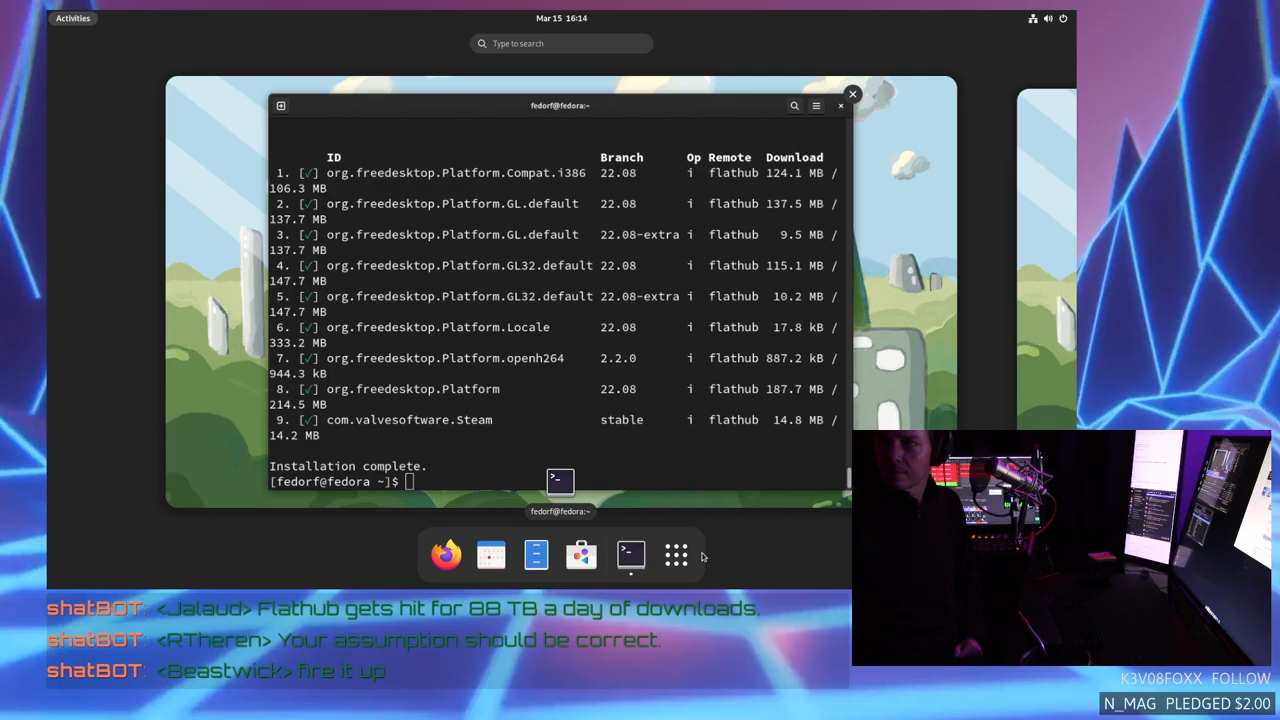 Activities
Mar 15 16:14
Type to search
fedorf@fedora:~
ID Branch Op Remote Download
1. [✓] org.freedesktop.Platform.Compat.i386 22.08 i flathub 124.1 MB /
106.3 MB
2. [✓] org.freedesktop.Platform.GL.default 22.08 i flathub 137.5 MB /
137.7 MB
3. [✓] org.freedesktop.Platform.GL.default 22.08-extra i flathub 9.5 MB /
137.7 MB
4. [✓] org.freedesktop.Platform.GL32.default 22.08 i flathub 115.1 MB /
147.7 MB
5. [✓] org.freedesktop.Platform.GL32.default 22.08-extra i flathub 10.2 MB /
147.7 MB
6. [✓] org.freedesktop.Platform.Locale 22.08 i flathub 17.8 kB /
333.2 MB
7. [✓] org.freedesktop.Platform.openh264 2.2.0 i flathub 887.2 kB /
944.3 kB
8. [✓] org.freedesktop.Platform 22.08 i flathub 187.7 MB /
214.5 MB
9. [✓] com.valvesoftware.Steam stable i flathub 14.8 MB /
14.2 MB
Installation complete.
[fedorf@fedora ~]$
fedorf@fedora:~
shatBOT: <Jalaud> Flathub gets hit for 88 TB a day of downloads.
shatBOT: <RTheren> Your assumption should be correct.
shatBOT: <Beastwick> fire it up
K3V08FOXX FOLLOW
N_MAG PLEDGED $2.00